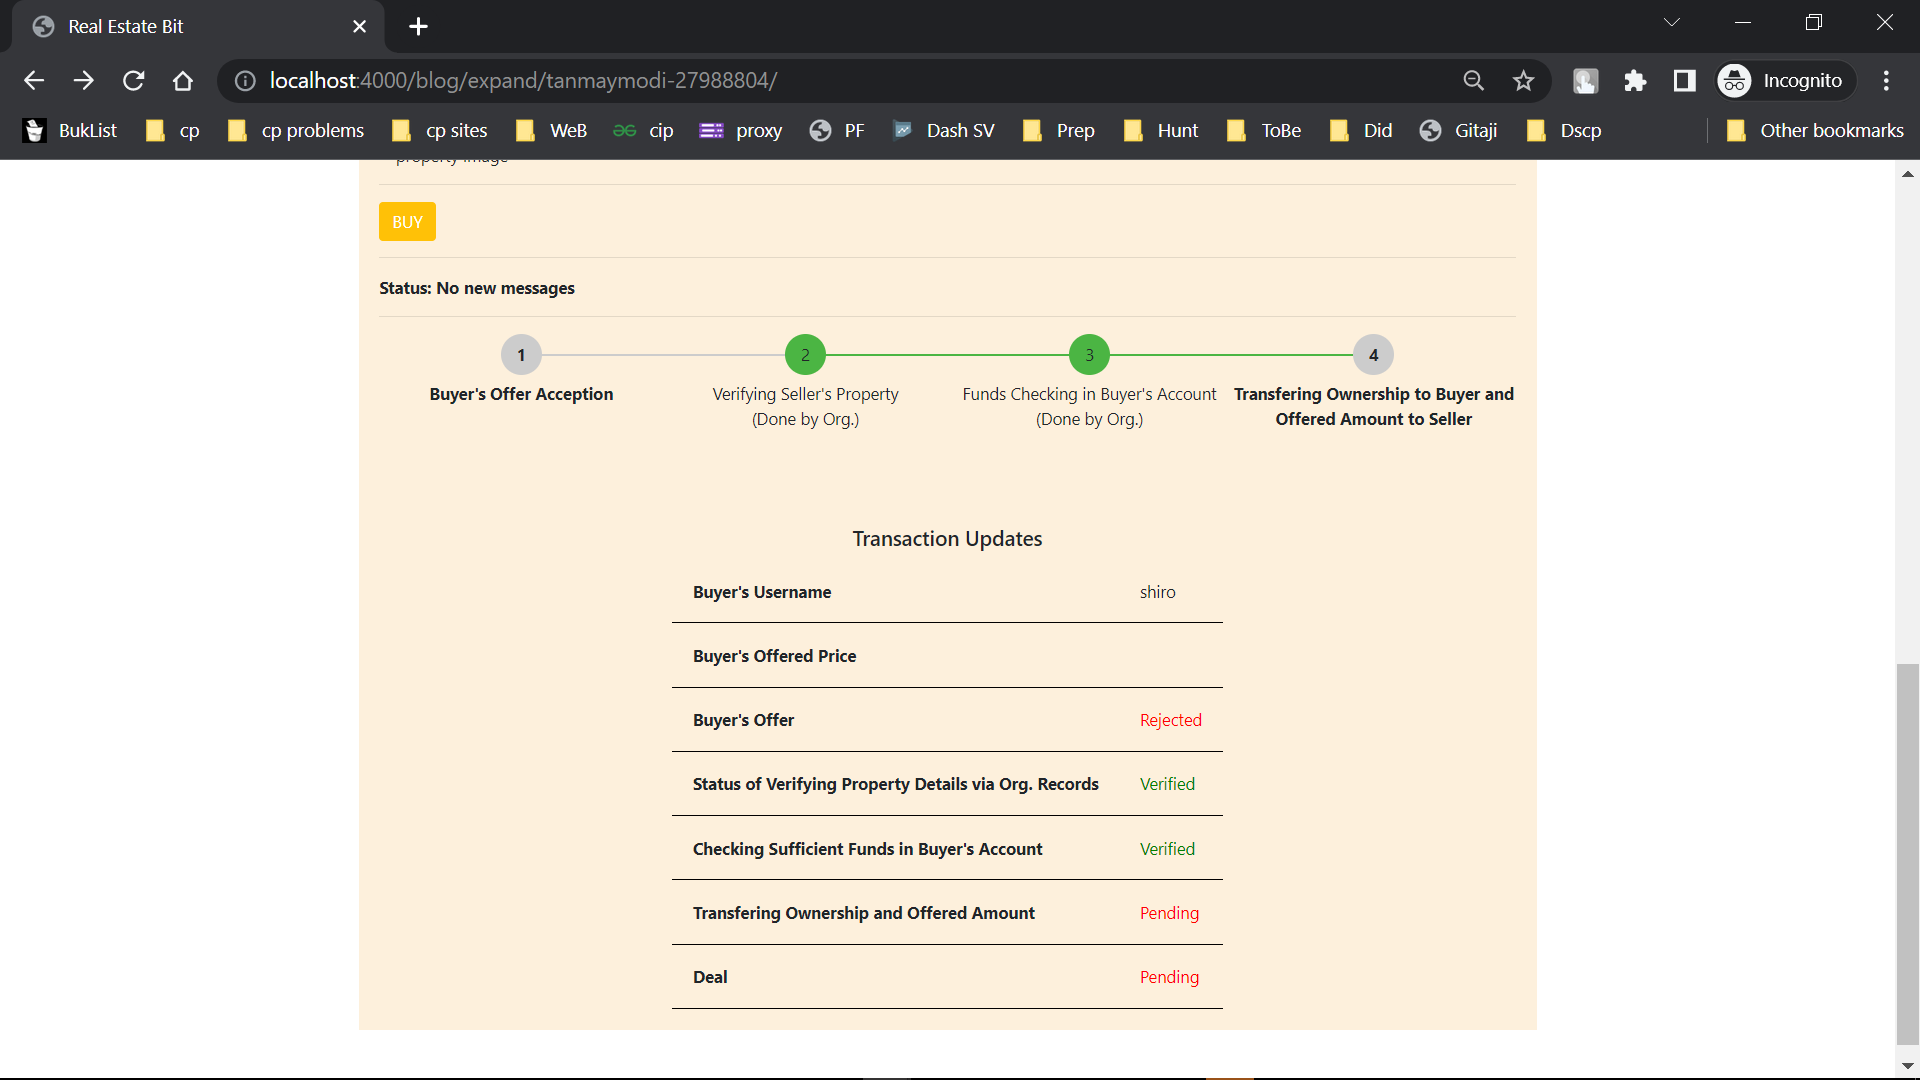 Real Estate Bit
localhost:4000/blog/expand/tanmaymodi-27988804/
Incognito
BukList cp cp problems cp sites WeB cip proxy PF Dash SV Prep Hunt ToBe Did Gitaji Dscp Other bookmarks
property image
BUY
Status: No new messages
1 2 3 4
Buyer's Offer Acception
Verifying Seller's Property
(Done by Org.)
Funds Checking in Buyer's Account
(Done by Org.)
Transfering Ownership to Buyer and
Offered Amount to Seller
Transaction Updates
Buyer's Username shiro
Buyer's Offered Price
Buyer's Offer Rejected
Status of Verifying Property Details via Org. Records Verified
Checking Sufficient Funds in Buyer's Account Verified
Transfering Ownership and Offered Amount Pending
Deal Pending